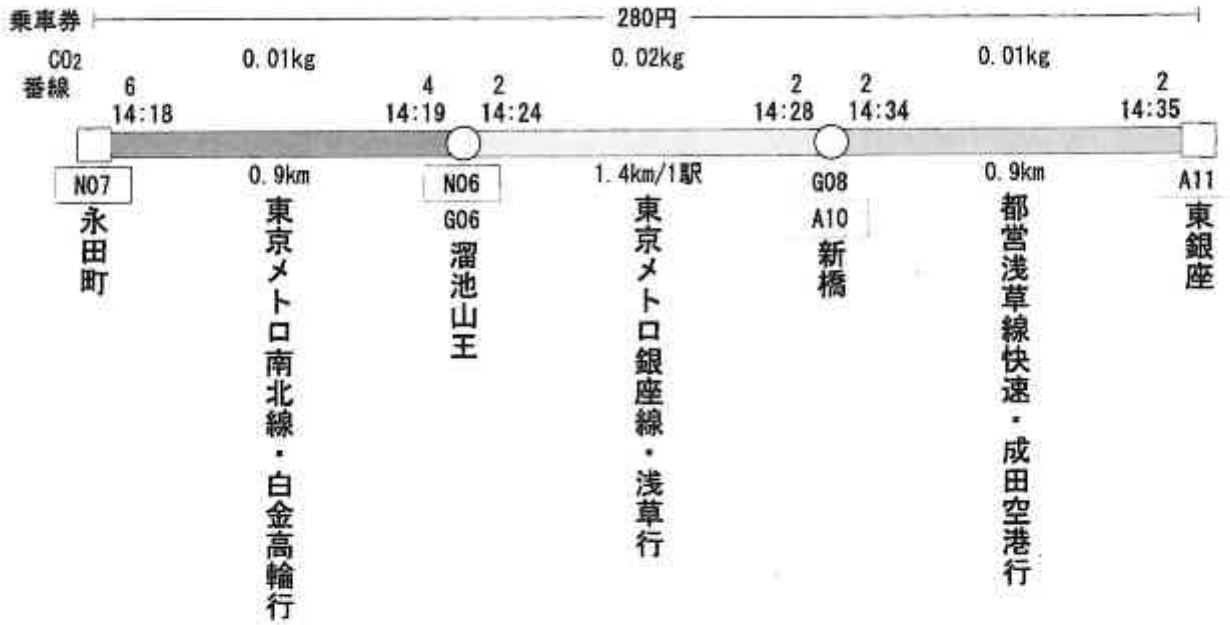 乗車券 280円
CO2 0.01kg 0.02kg 0.01kg
番線 6 4 2 2 2 2
14:18 14:19 14:24 14:28 14:34 14:35
N07 0.9km N06 1.4km/1駅 G08 0.9km A11
G06 A10
永田町
東京メトロ南北線・白金高輪行
溜池山王
東京メトロ銀座線・浅草行
新橋
都営浅草線快速・成田空港行
東銀座